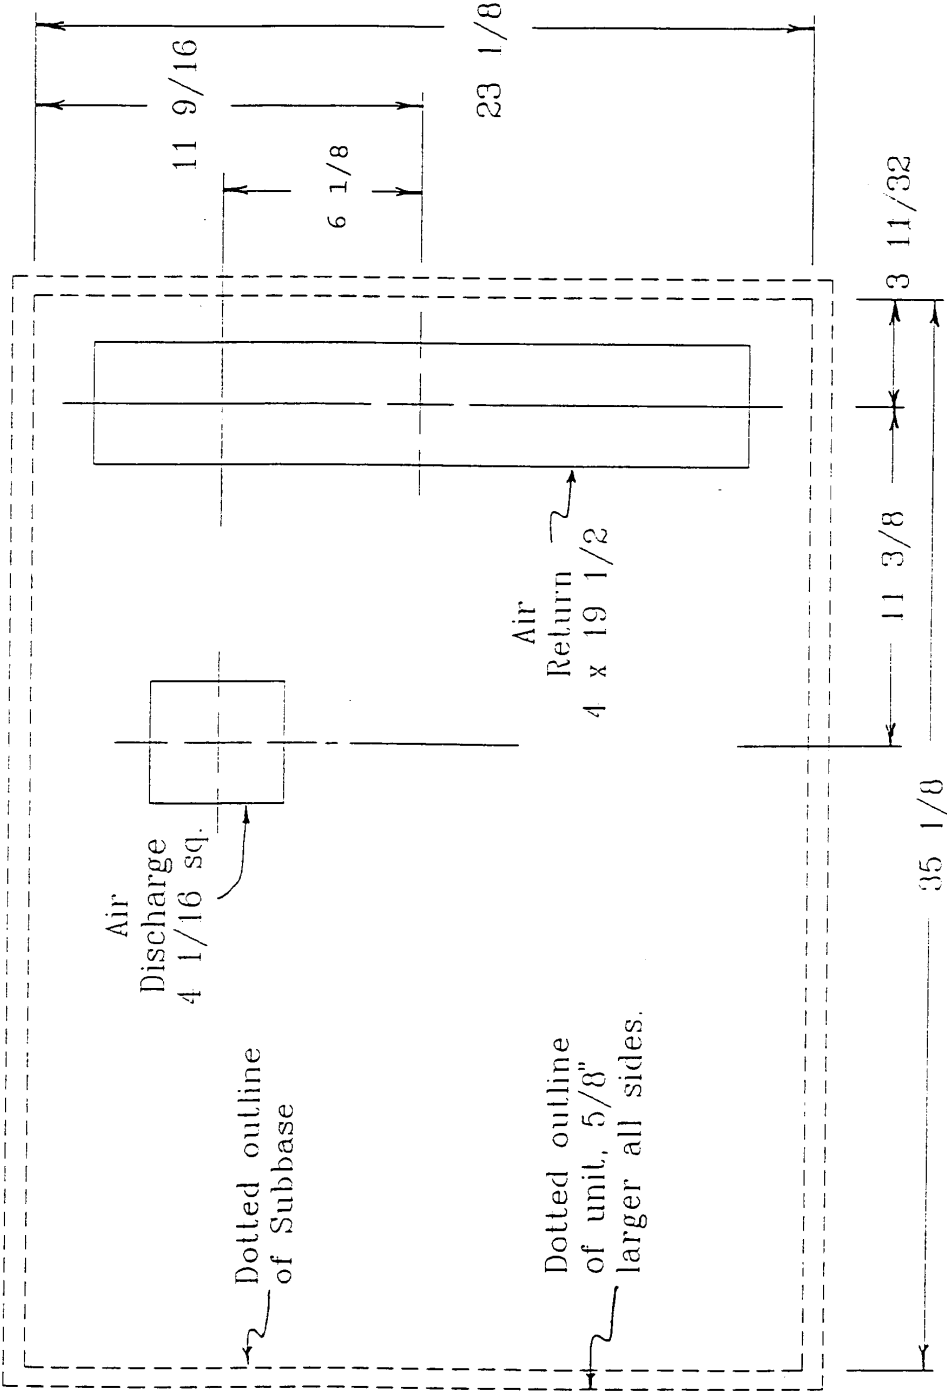 11 9/16
23 1/8
6 1/8
3 11/32
11 3/8
35 1/8
Air
Discharge
4 1/16 sq.
Air
Return
4 x 19 1/2
Dotted outline
of Subbase
Dotted outline
of unit, 5/8"
larger all sides.